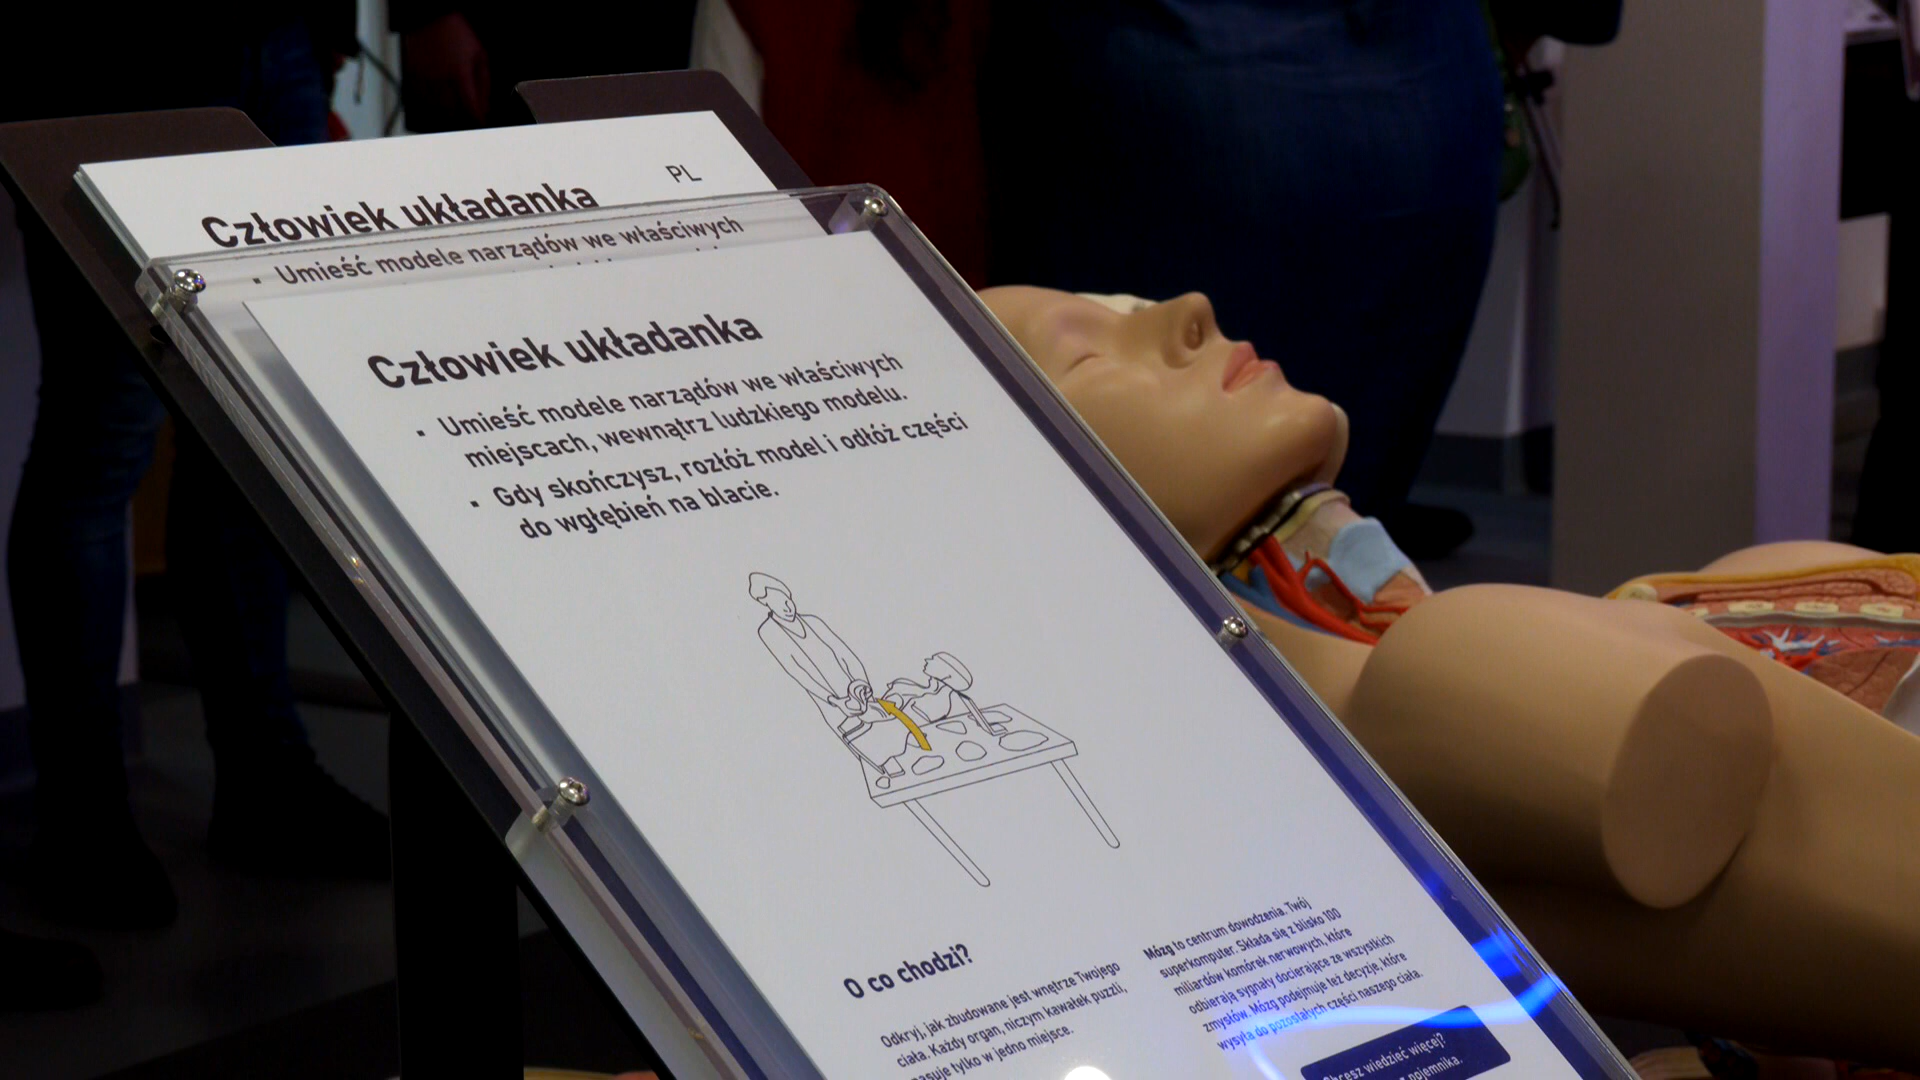 PL
Człowiek układanka
Umieść modele narządów we właściwych
Człowiek układanka
Umieść modele narządów we właściwych
miejscach, wewnątrz ludzkiego modelu.
Gdy skończysz, rozłóż model i odłóż części
do wgłębień na blacie.
O co chodzi?
Odkryj, jak zbudowane jest wnętrze Twojego
ciała. Każdy organ, niczym kawałek puzzli,
pasuje tylko w jedno miejsce.
Mózg to centrum dowodzenia. Twój
superkomputer. Składa się z blisko 100
miliardów komórek nerwowych, które
odbierają sygnały docierające ze wszystkich
zmysłów. Mózg podejmuje też decyzje, które
wysyła do pozostałych części naszego ciała.
Chcesz wiedzieć więcej?
z pojemnika.